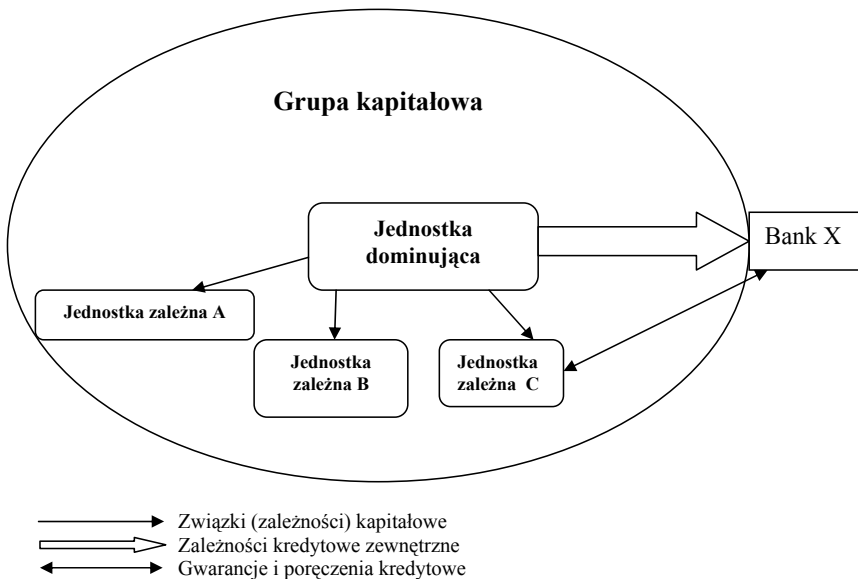 Grupa kapitałowa
Jednostka
dominująca
Bank X
Jednostka zależna A
Jednostka
zależna B
Jednostka
zależna C
Związki (zależności) kapitałowe
Zależności kredytowe zewnętrzne
Gwarancje i poręczenia kredytowe